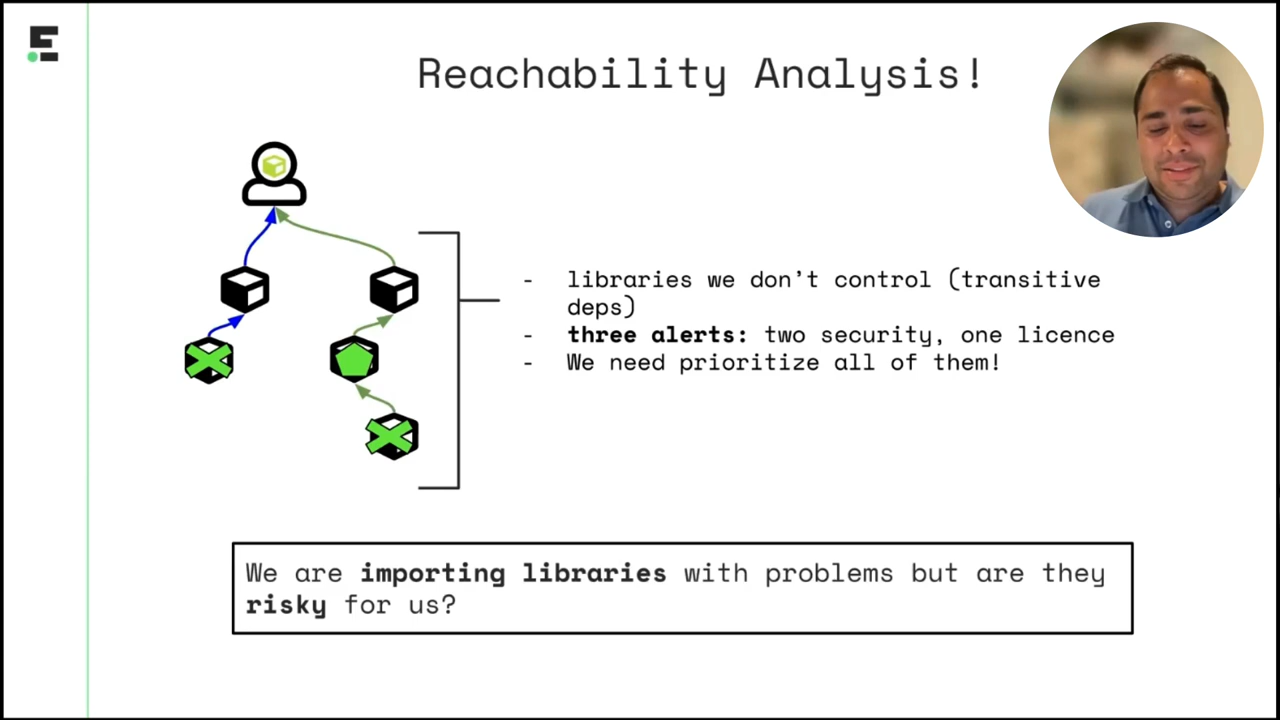 Reachability Analysis!
- libraries we don't control (transitive
deps)
- three alerts: two security, one licence
- We need prioritize all of them!
We are importing libraries with problems but are they
risky for us?